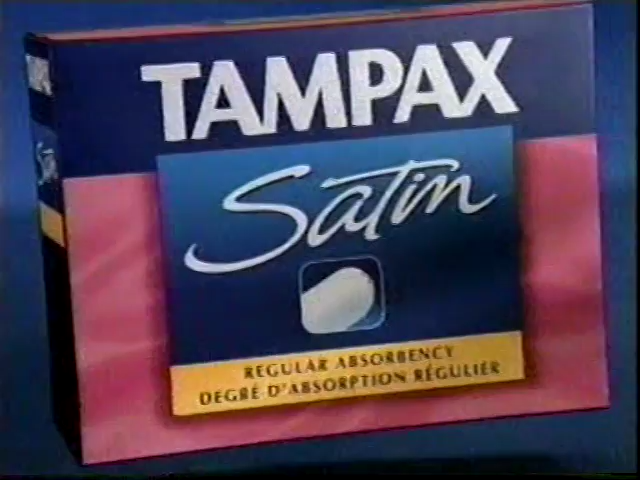 TAMPAX
Satin
REGULAR ABSORBENCY
DEGRÉ D'ABSORPTION RÉGULIER